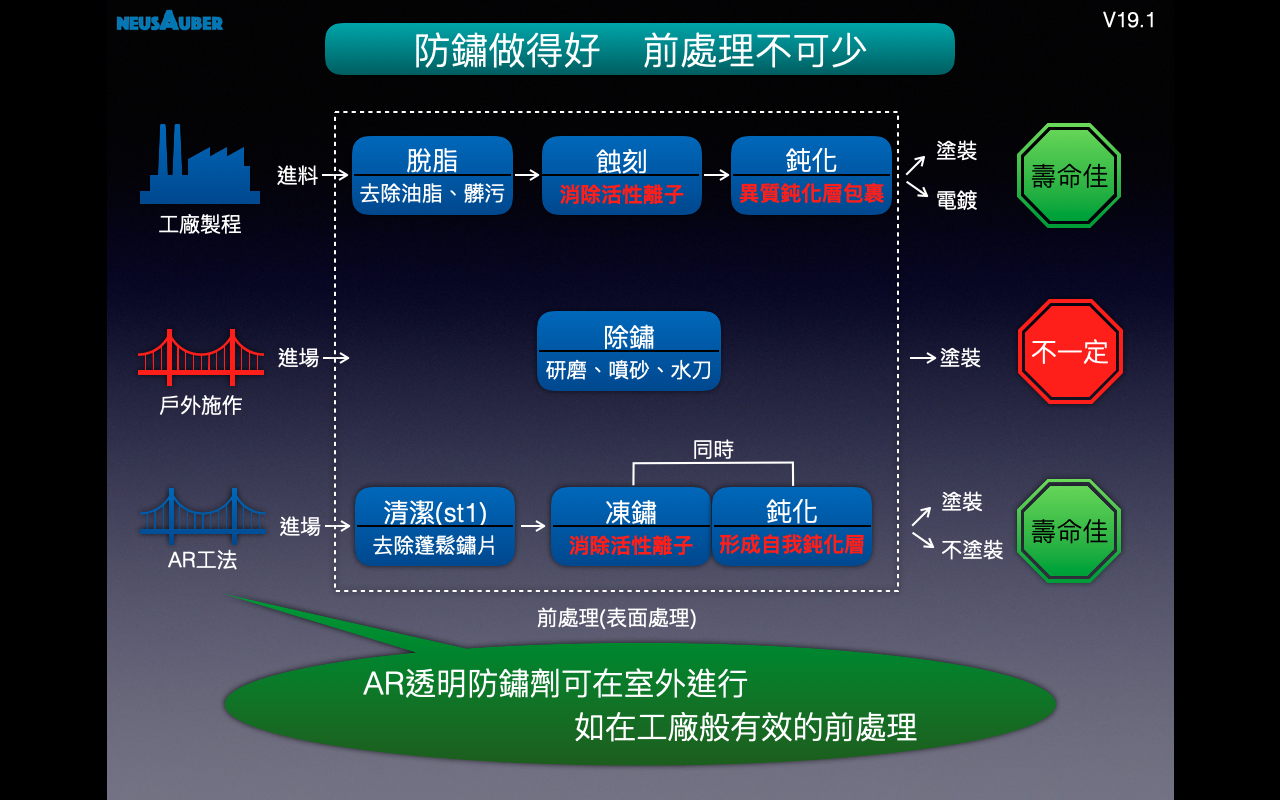 NEUSAUBER
V19.1
防鏽做得好 前處理不可少
工廠製程
進料
脫脂
去除油脂、髒污
蝕刻
消除活性離子
鈍化
異質鈍化層包裹
塗裝
電鍍
壽命佳
戶外施作
進場
除鏽
研磨、噴砂、水刀
塗裝
不一定
同時
AR工法
進場
清潔(st1)
去除蓬鬆鏽片
凍鏽
消除活性離子
鈍化
形成自我鈍化層
塗裝
不塗裝
壽命佳
前處理(表面處理)
AR透明防鏽劑可在室外進行
如在工廠般有效的前處理